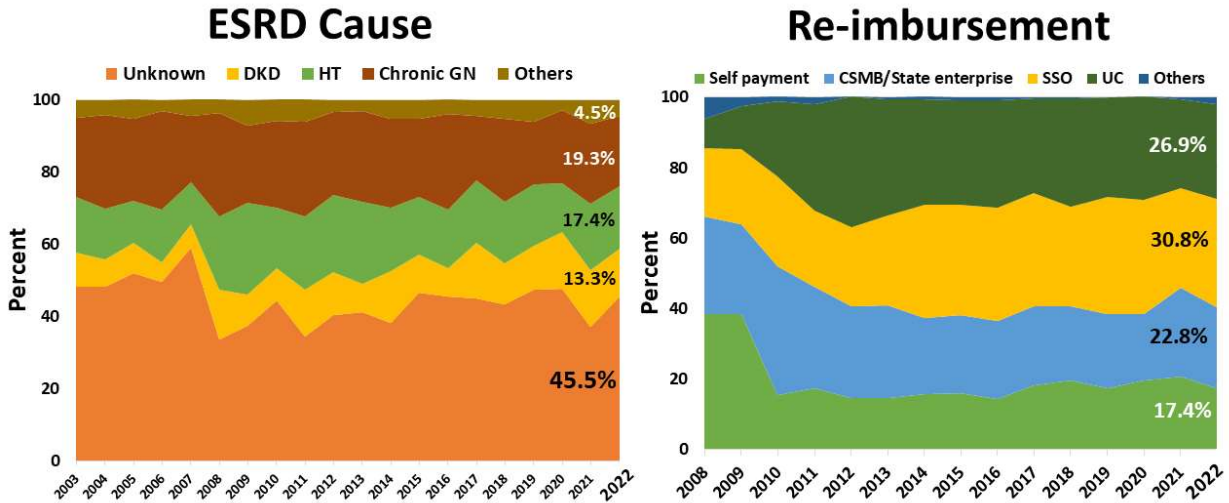 ESRD Cause
Unknown DKD HT Chronic GN Others
Percent
100
80
60
40
20
0
4.5%
19.3%
17.4%
13.3%
45.5%
2003 2004 2005 2006 2007 2008 2009 2010 2011 2012 2013 2014 2015 2016 2017 2018 2019 2020 2021 2022
Re-imbursement
Self payment CSMB/State enterprise SSO UC Others
Percent
100
80
60
40
20
0
26.9%
30.8%
22.8%
17.4%
2008 2009 2010 2011 2012 2013 2014 2015 2016 2017 2018 2019 2020 2021 2022